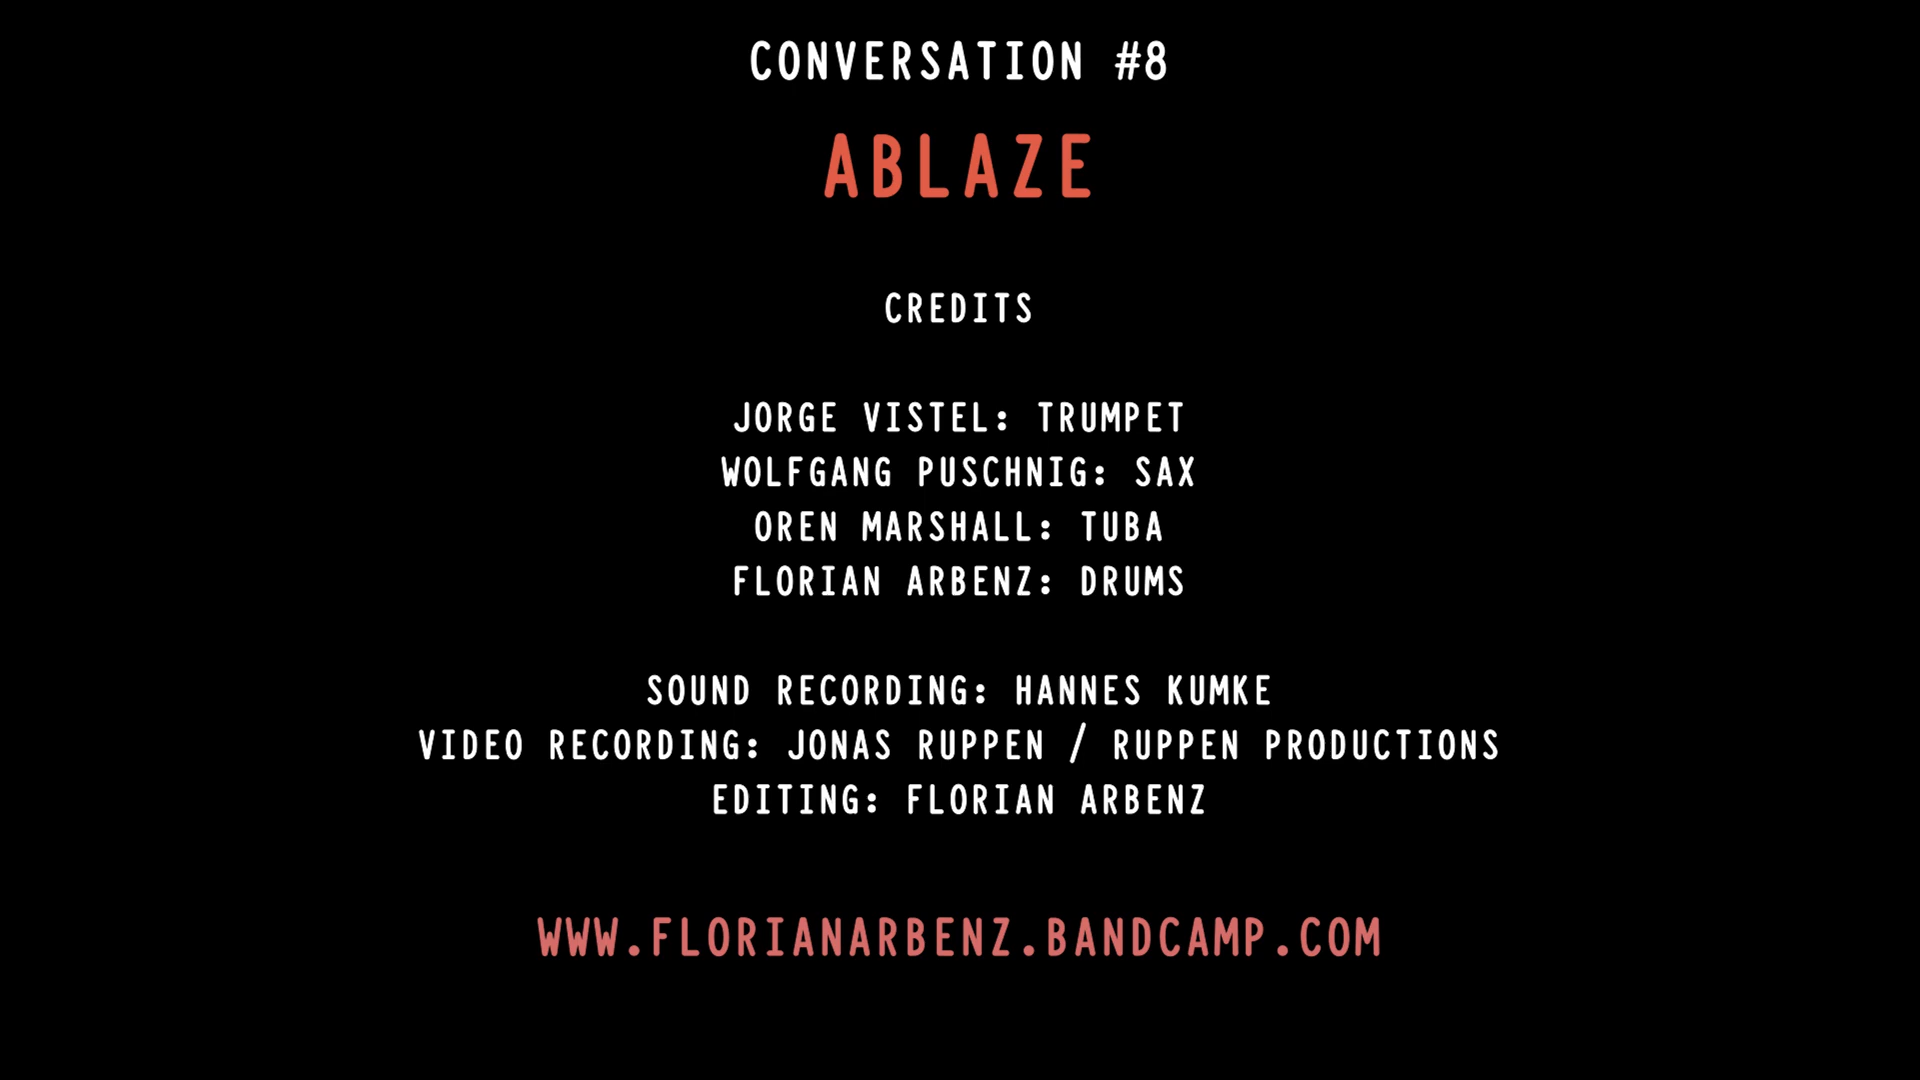 CONVERSATION #8
ABLAZE
CREDITS
JORGE VISTEL: TRUMPET
WOLFGANG PUSCHNIG: SAX
OREN MARSHALL: TUBA
FLORIAN ARBENZ: DRUMS
SOUND RECORDING: HANNES KUMKE
VIDEO RECORDING: JONAS RUPPEN / RUPPEN PRODUCTIONS
EDITING: FLORIAN ARBENZ
WWW.FLORIANARBENZ.BANDCAMP.COM